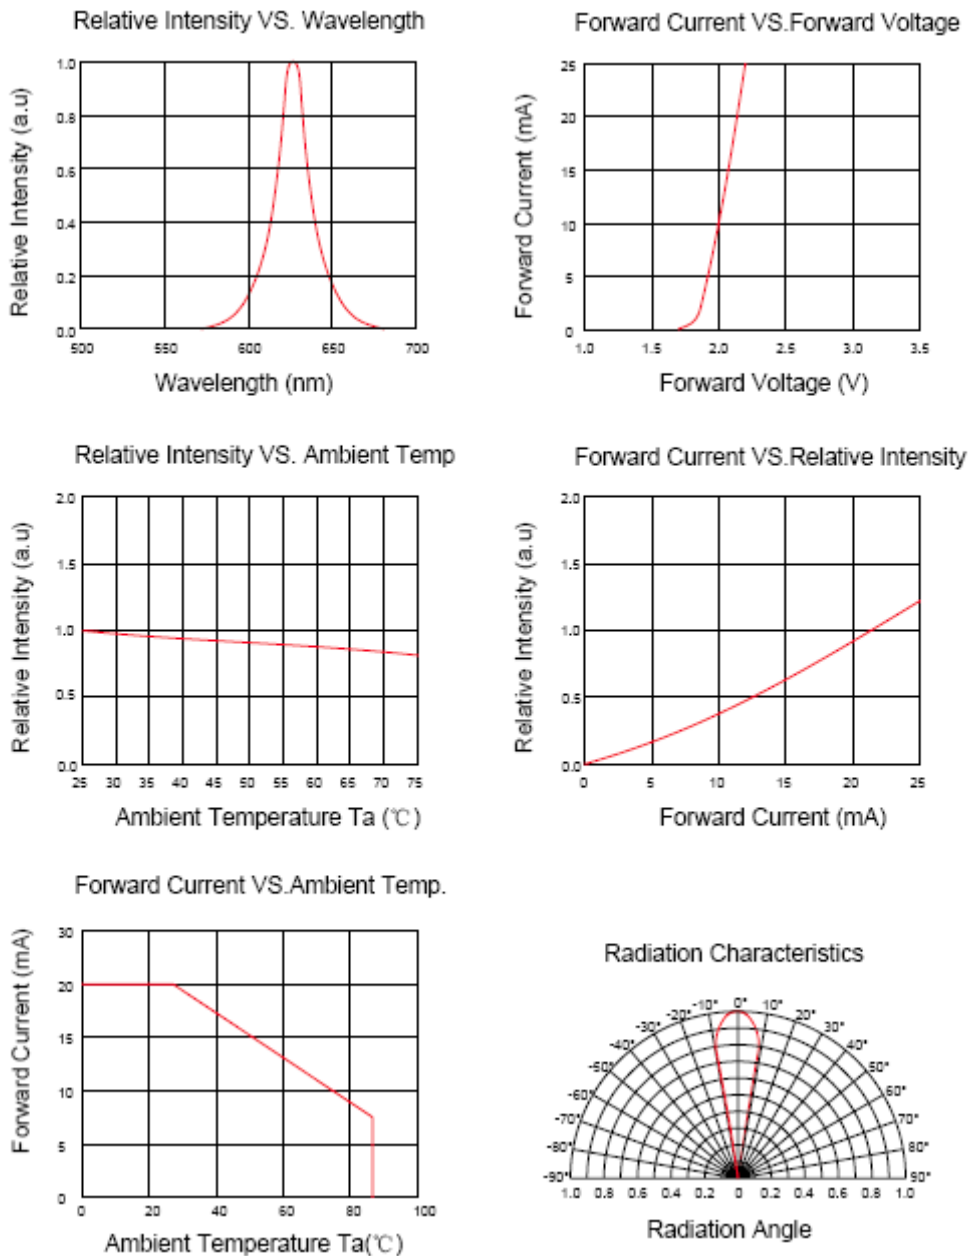 Relative Intensity VS. Wavelength
Relative Intensity (a.u)
1.0
0.8
0.6
0.4
0.2
0.0
500 550 600 650 700
Wavelength (nm)
Forward Current VS.Forward Voltage
Forward Current (mA)
25
20
15
10
5
0
1.0 1.5 2.0 2.5 3.0 3.5
Forward Voltage (V)
Relative Intensity VS. Ambient Temp
Relative Intensity (a.u)
2.0
1.5
1.0
0.5
0.0
25 30 35 40 45 50 55 60 65 70 75
Ambient Temperature Ta (℃)
Forward Current VS.Relative Intensity
Relative Intensity (a.u)
2.0
1.5
1.0
0.5
0.0
0 5 10 15 20 25
Forward Current (mA)
Forward Current VS.Ambient Temp.
Forward Current (mA)
30
20
15
10
5
0
0 20 40 60 80 100
Ambient Temperature Ta(℃)
Radiation Characteristics
-90° -80° -70° -60° -50° -40° -30° -20° -10° 0° 10° 20° 30° 40° 50° 60° 70° 80° 90°
1.0 0.8 0.6 0.4 0.2 0 0.2 0.4 0.6 0.8 1.0
Radiation Angle